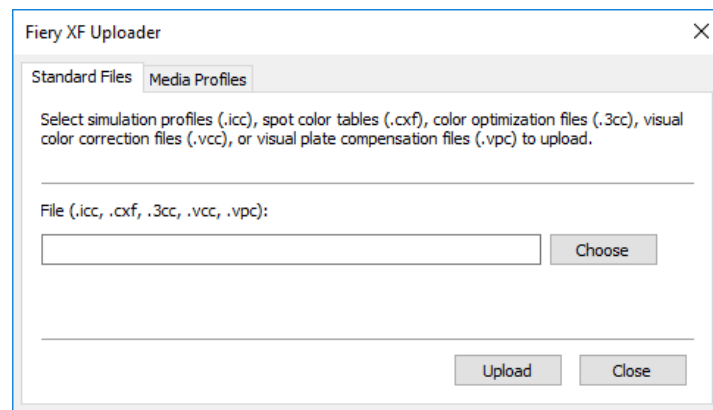 Fiery XF Uploader
Standard Files
Media Profiles
Select simulation profiles (.icc), spot color tables (.cxf), color optimization files (.3cc), visual
color correction files (.vcc), or visual plate compensation files (.vpc) to upload.
File (.icc, .cxf, .3cc, .vcc, .vpc):
Choose
Upload
Close